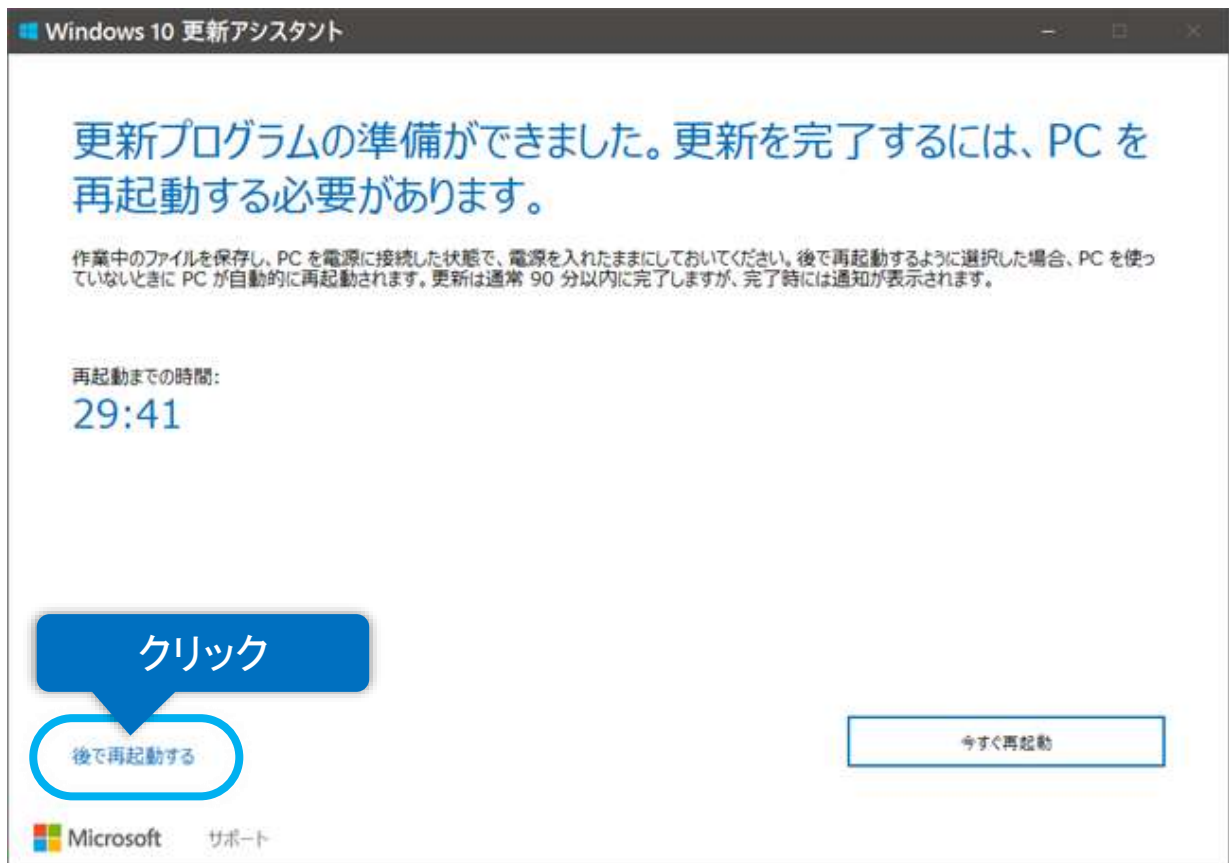 Windows 10 更新アシスタント
更新プログラムの準備ができました。更新を完了するには、PC を
再起動する必要があります。
作業中のファイルを保存し、PC を電源に接続した状態で、電源を入れたままにしておいてください。後で再起動するように選択した場合、PC を使っ
ていないときに PC が自動的に再起動されます。更新は通常 90 分以内に完了しますが、完了時には通知が表示されます。
再起動までの時間:
29:41
クリック
後で再起動する
今すぐ再起動
Microsoft サポート